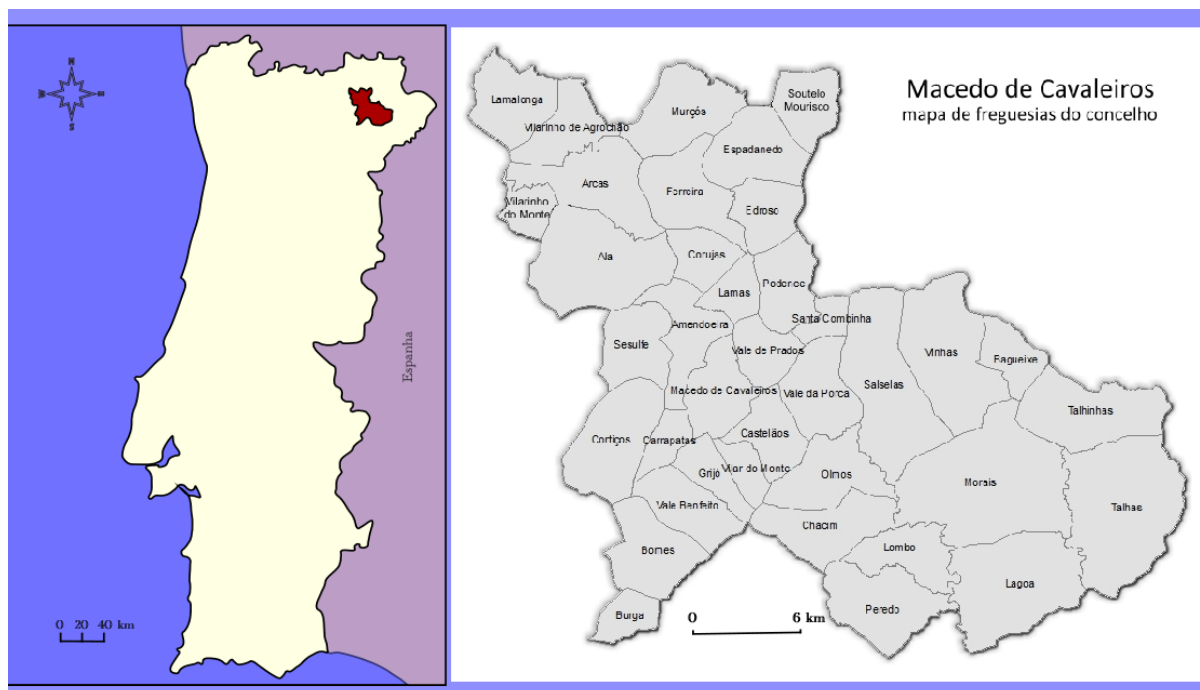 N
S
Espanha
0 20 40 km
Macedo de Cavaleiros
mapa de freguesias do concelho
Lamalonga
Vilarinho de Agrochão
Murçós
Soutelo
Mourisco
Espadanedo
Arcas
Ferreira
Vilarinho
do Monte
Edroso
Ala
Corujas
Lamas
Podence
Santa Combinha
Amendoeira
Sesulfe
Vale de Prados
Vinhas
Bagueixe
Macedo de Cavaleiros
Vale da Porca
Salselas
Talhinhas
Cortiços
Carrapatas
Castelãos
Grijó
Vilar do Monte
Olmos
Morais
Vale Benfeito
Talhas
Chacim
Bornes
Lombo
Lagoa
Peredo
Burga
0 6 km